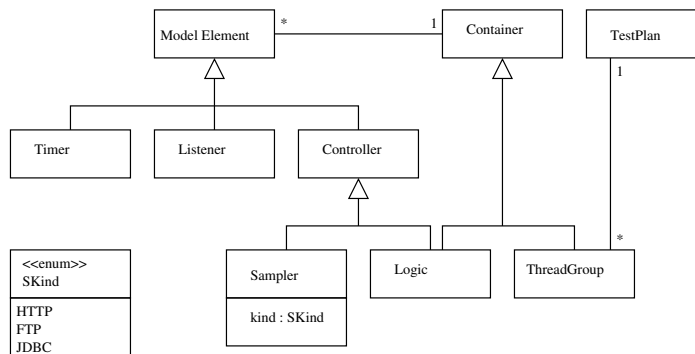 Model Element
*
1
Container
TestPlan
1
Timer
Listener
Controller
*
<<enum>>
SKind
HTTP
FTP
JDBC
Sampler
kind : SKind
Logic
ThreadGroup